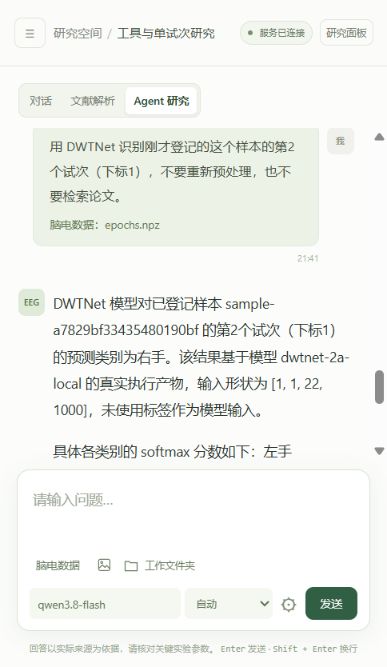 研究空间 / 工具与单试次研究
服务已连接
研究面板
对话
文献解析
Agent 研究
用 DWTNet 识别刚才登记的这个样本的第2
个试次（下标1），不要重新预处理，也不
要检索论文。
脑电数据：epochs.npz
我
21:41
EEG
DWTNet 模型对已登记样本 sample-
a7829bf33435480190bf 的第2个试次（下标1）
的预测类别为右手。该结果基于模型 dwtnet-2a-
local 的真实执行产物，输入形状为 [1, 1, 22,
1000]，未使用标签作为模型输入。
具体各类别的 softmax 分数如下：左手
请输入问题...
脑电数据
工作文件夹
qwen3.8-flash
自动
发送
回答以实际来源为依据，请核对关键实验参数。 Enter 发送 · Shift + Enter 换行